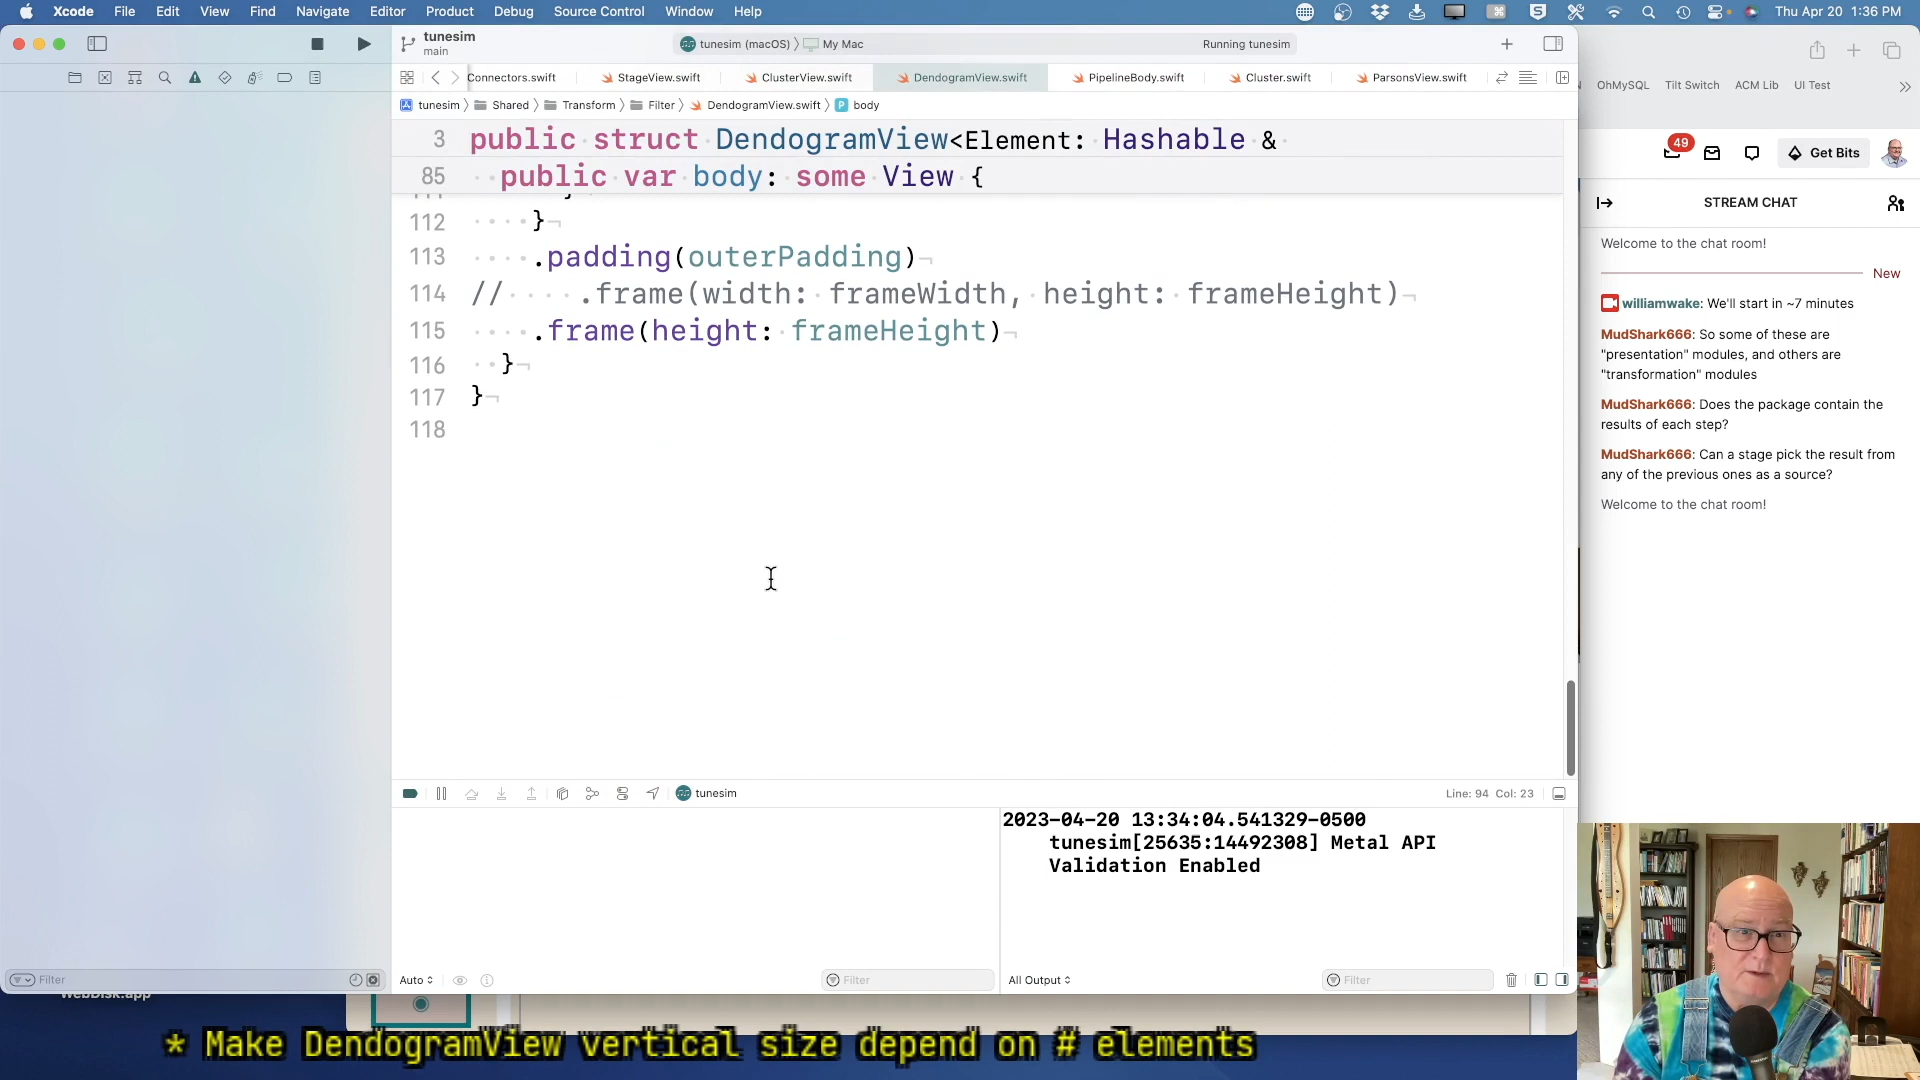 Xcode File Edit View Find Navigate Editor Product Debug Source Control Window Help
Thu Apr 20 1:36 PM
tunesim
main
tunesim (macOS) My Mac
Running tunesim
Connectors.swift StageView.swift ClusterView.swift DendogramView.swift PipelineBody.swift Cluster.swift ParsonsView.swift
tunesim Shared Transform Filter DendogramView.swift body
3 public struct DendogramView<Element: Hashable &
85 public var body: some View {
112 }
113 .padding(outerPadding)
114 // .frame(width: frameWidth, height: frameHeight)
115 .frame(height: frameHeight)
116 }
117 }
118
tunesim
Line: 94 Col: 23
2023-04-20 13:34:04.541329-0500
tunesim[25635:14492308] Metal API
Validation Enabled
Filter
Auto
Filter
All Output
Filter
WebDisk.app
* Make DendogramView vertical size depend on # elements
OhMySQL Tilt Switch ACM Lib UI Test
49
Get Bits
STREAM CHAT
Welcome to the chat room!
New
williamwake: We'll start in ~7 minutes
MudShark666: So some of these are
"presentation" modules, and others are
"transformation" modules
MudShark666: Does the package contain the
results of each step?
MudShark666: Can a stage pick the result from
any of the previous ones as a source?
Welcome to the chat room!